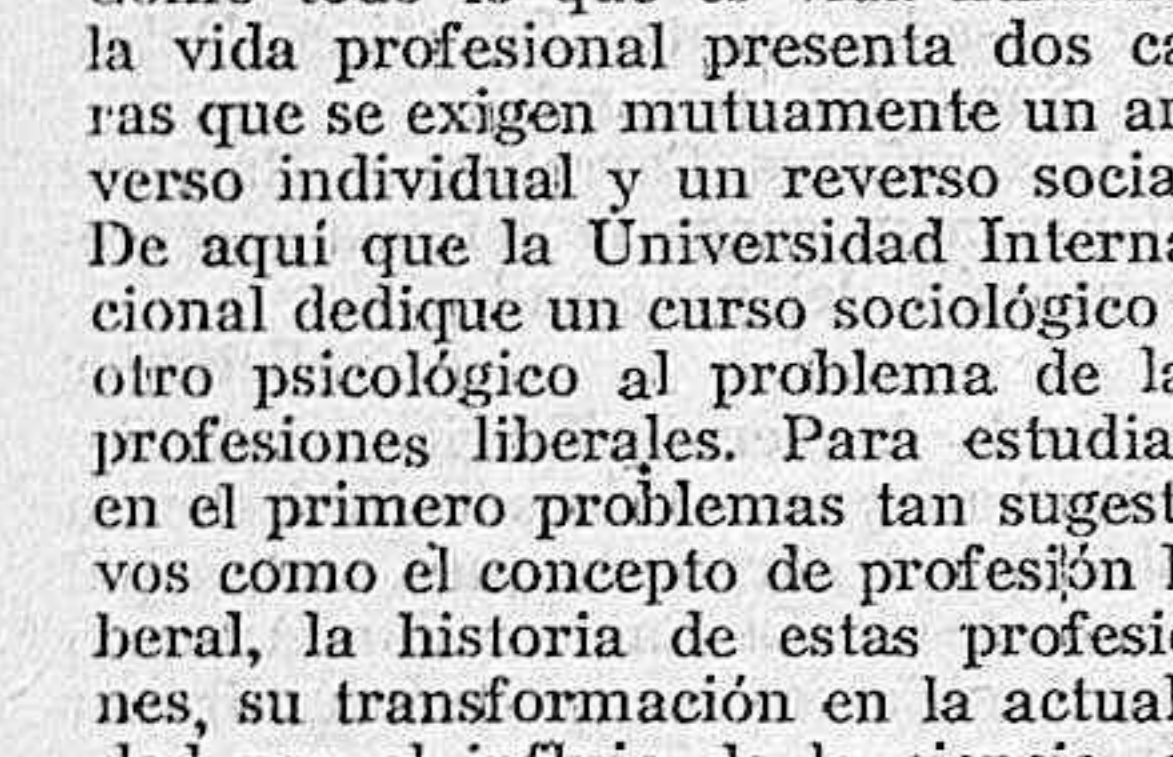 la vida profesional presenta dos ca
ras que se exigen mutuamente un an
verso individual y un reverso socia
De aquí que la Universidad Interna
cional dedique un curso sociológico
otro psicológico al problema de la
profesiones liberales. Para estudia
en el primero problemas tan sugest
vos como el concepto de profesión l
beral, la historia de estas profesio
nes, su transformación en la actual